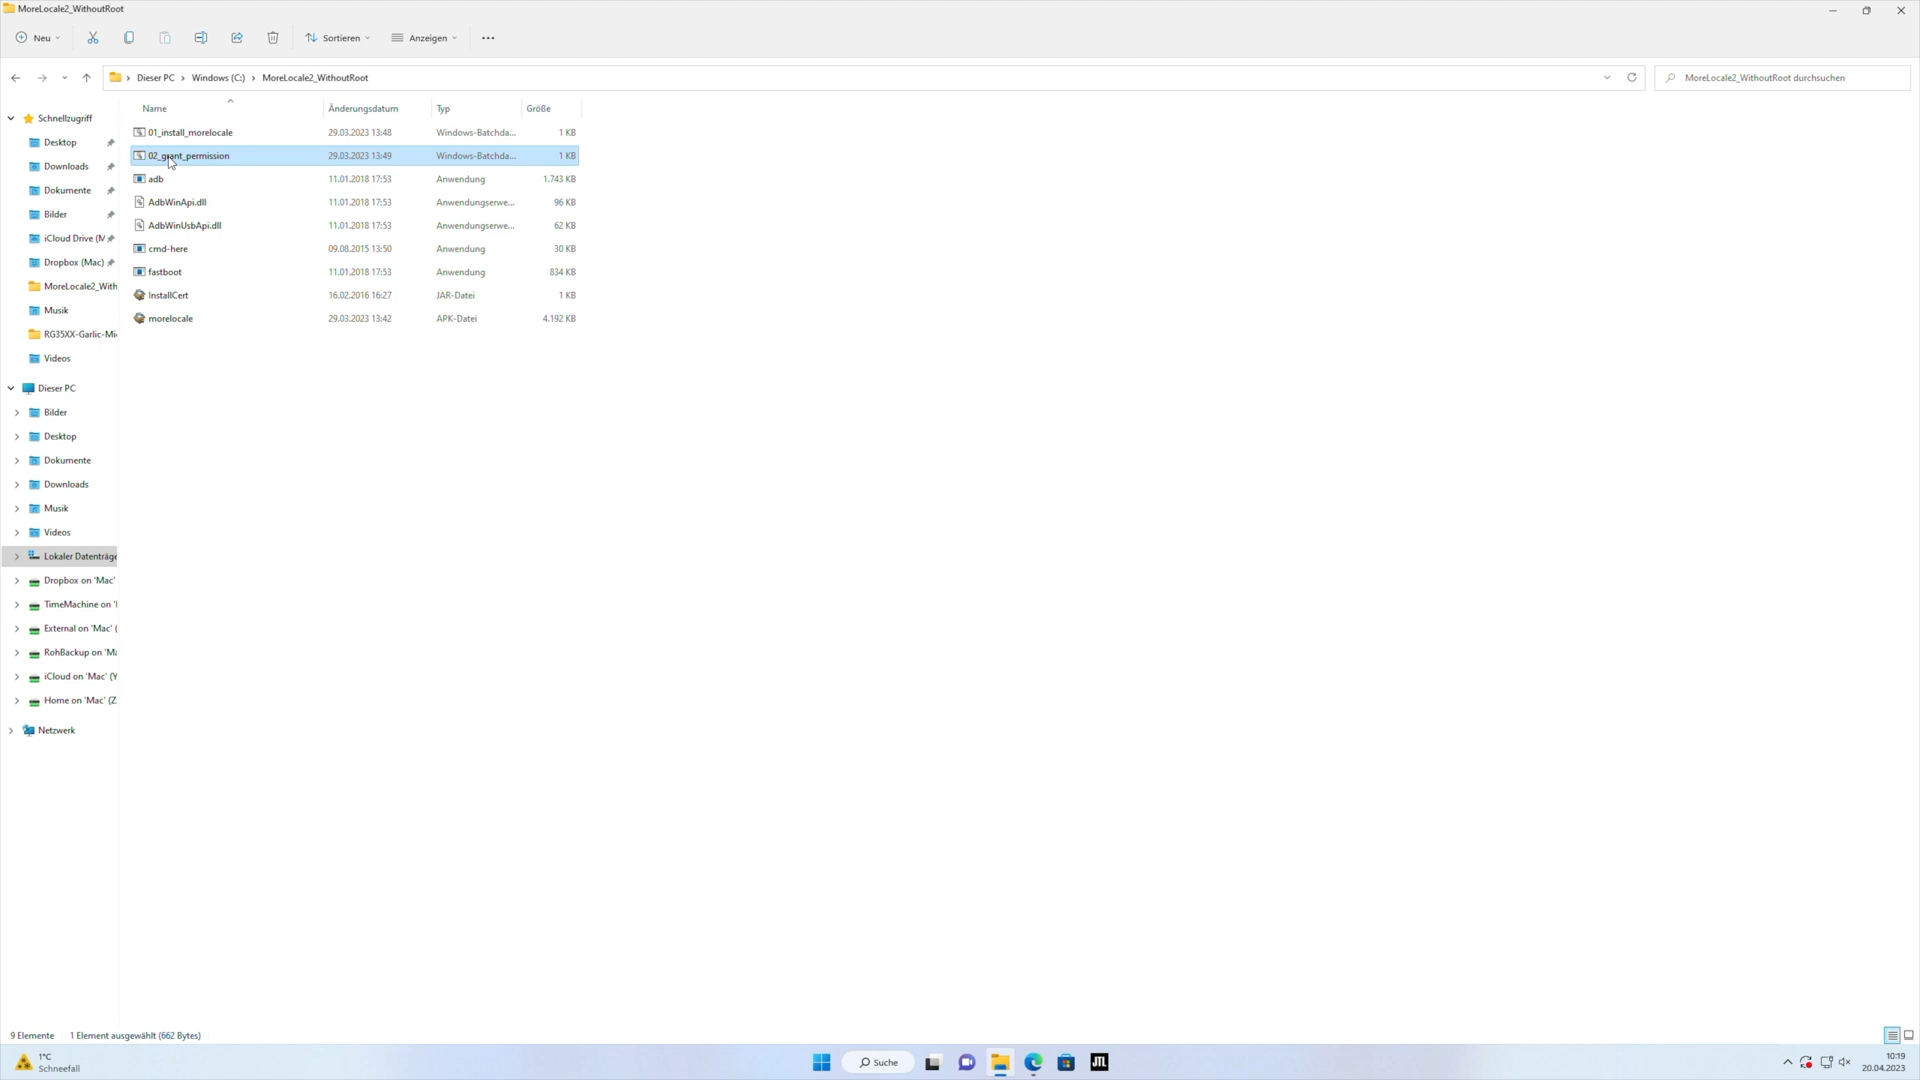 MoreLocale2_WithoutRoot
Neu
Sortieren
Anzeigen
Dieser PC > Windows (C:) > MoreLocale2_WithoutRoot
MoreLocale2_WithoutRoot durchsuchen
Name Änderungsdatum Typ Größe
01_install_morelocale 29.03.2023 13:48 Windows-Batchda... 1 KB
02_grant_permission 29.03.2023 13:49 Windows-Batchda... 1 KB
adb 11.01.2018 17:53 Anwendung 1.743 KB
AdbWinApi.dll 11.01.2018 17:53 Anwendungserwe... 96 KB
AdbWinUsbApi.dll 11.01.2018 17:53 Anwendungserwe... 62 KB
cmd-here 09.08.2015 13:50 Anwendung 30 KB
fastboot 11.01.2018 17:53 Anwendung 834 KB
InstallCert 16.02.2016 16:27 JAR-Datei 1 KB
morelocale 29.03.2023 13:42 APK-Datei 4.192 KB
Schnellzugriff
Desktop
Downloads
Dokumente
Bilder
iCloud Drive (M
Dropbox (Mac)
MoreLocale2_With
Musik
RG35XX-Garlic-Mi
Videos
Dieser PC
Bilder
Desktop
Dokumente
Downloads
Musik
Videos
Lokaler Datenträge
Dropbox on 'Mac'
TimeMachine on '
External on 'Mac' (
RohBackup on 'Ma
iCloud on 'Mac' (Y
Home on 'Mac' (Z
Netzwerk
9 Elemente 1 Element ausgewählt (662 Bytes)
1°C
Schneefall
Suche
JTL
10:19
20.04.2023